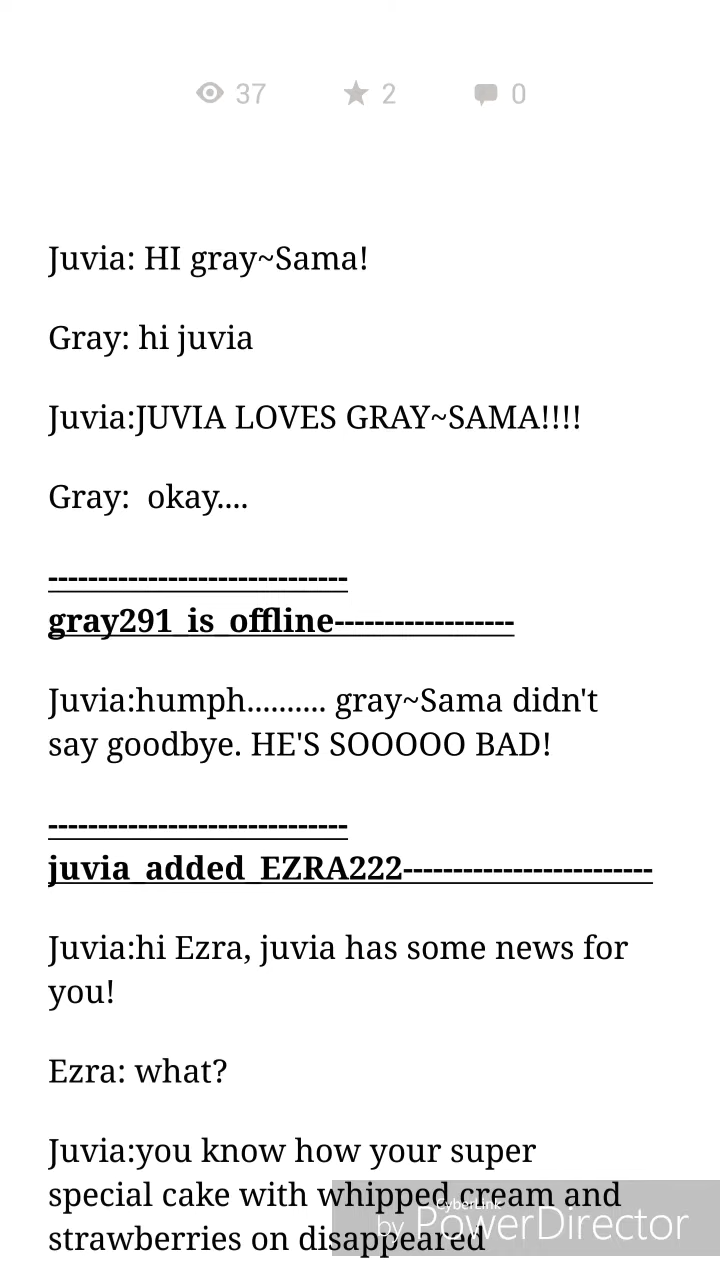 37 2 0
Juvia: HI gray~Sama!
Gray: hi juvia
Juvia:JUVIA LOVES GRAY~SAMA!!!!
Gray:  okay....
------------------------------
gray291_is_offline------------------
Juvia:humph.......... gray~Sama didn't
say goodbye. HE'S SOOOOO BAD!
------------------------------
juvia_added_EZRA222-------------------------
Juvia:hi Ezra, juvia has some news for
you!
Ezra: what?
Juvia:you know how your super
special cake with whipped cream and
strawberries on disappeared
CyberLink
by PowerDirector